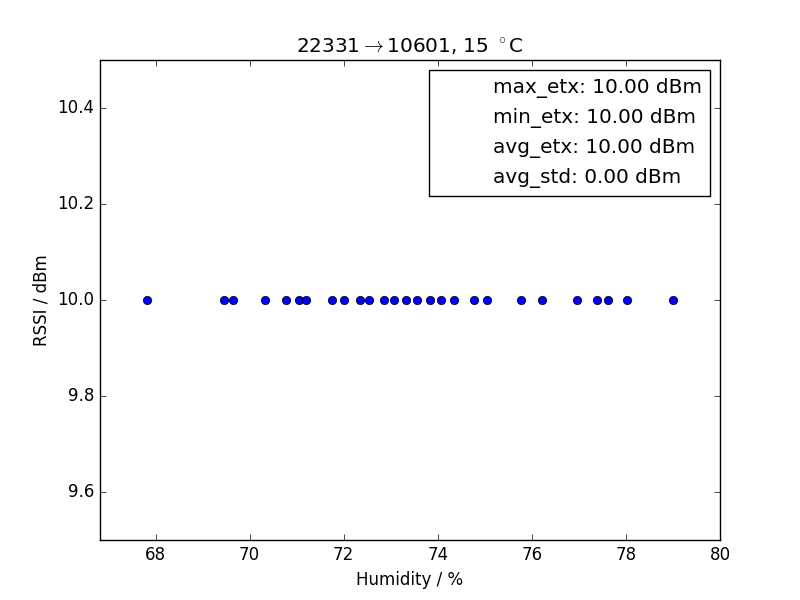 22331→10601, 15 °C
max_etx: 10.00 dBm
min_etx: 10.00 dBm
avg_etx: 10.00 dBm
avg_std: 0.00 dBm
10.4
10.2
10.0
9.8
9.6
RSSI / dBm
68 70 72 74 76 78 80
Humidity / %